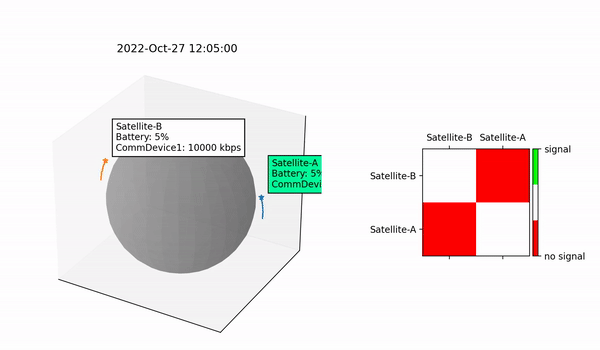 2022-Oct-27 12:05:00
Satellite-B
Battery: 5%
CommDevice1: 10000 kbps
Satellite-A
Battery: 5%
CommDevi
Satellite-B Satellite-A
signal
Satellite-B
Satellite-A
no signal